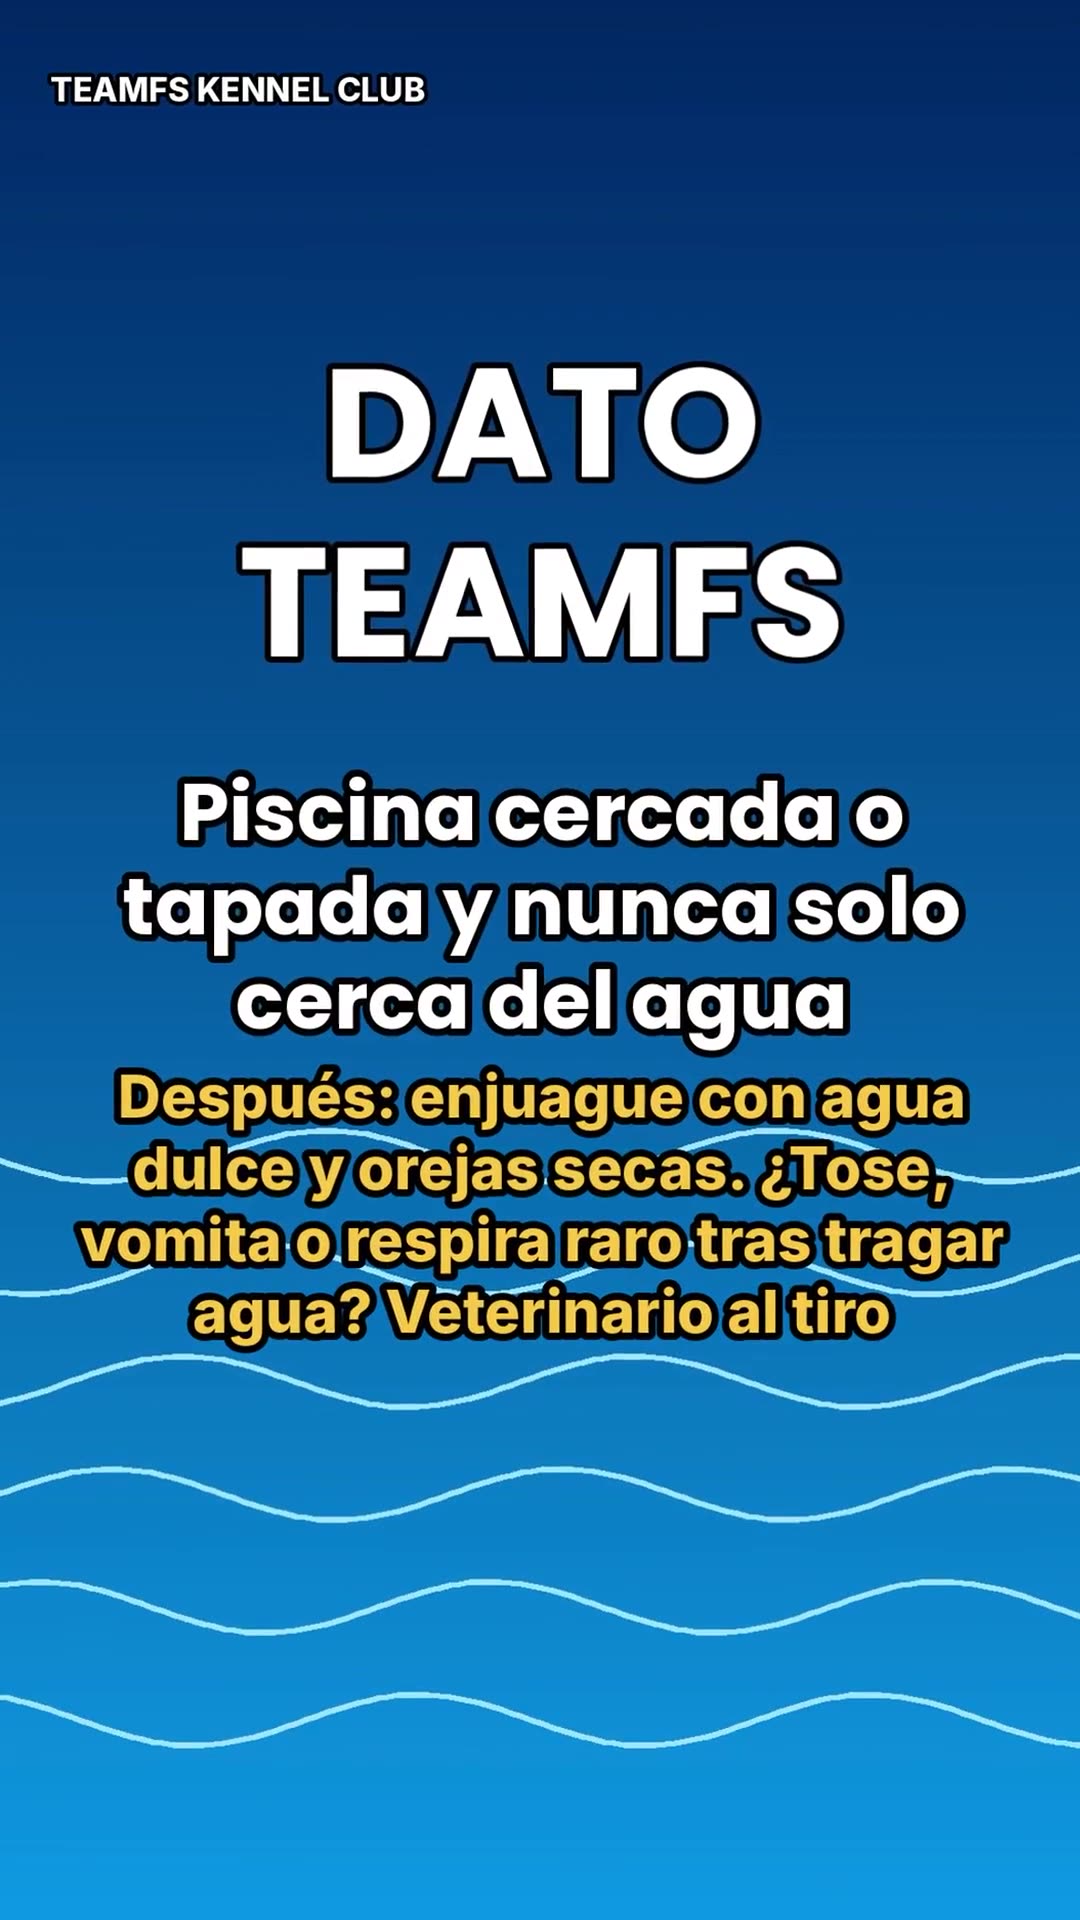 TEAMFS KENNEL CLUB
DATO
TEAMFS
Piscina cercada o
tapada y nunca solo
cerca del agua
Después: enjuague con agua
dulce y orejas secas. ¿Tose,
vomita o respira raro tras tragar
agua? Veterinario al tiro